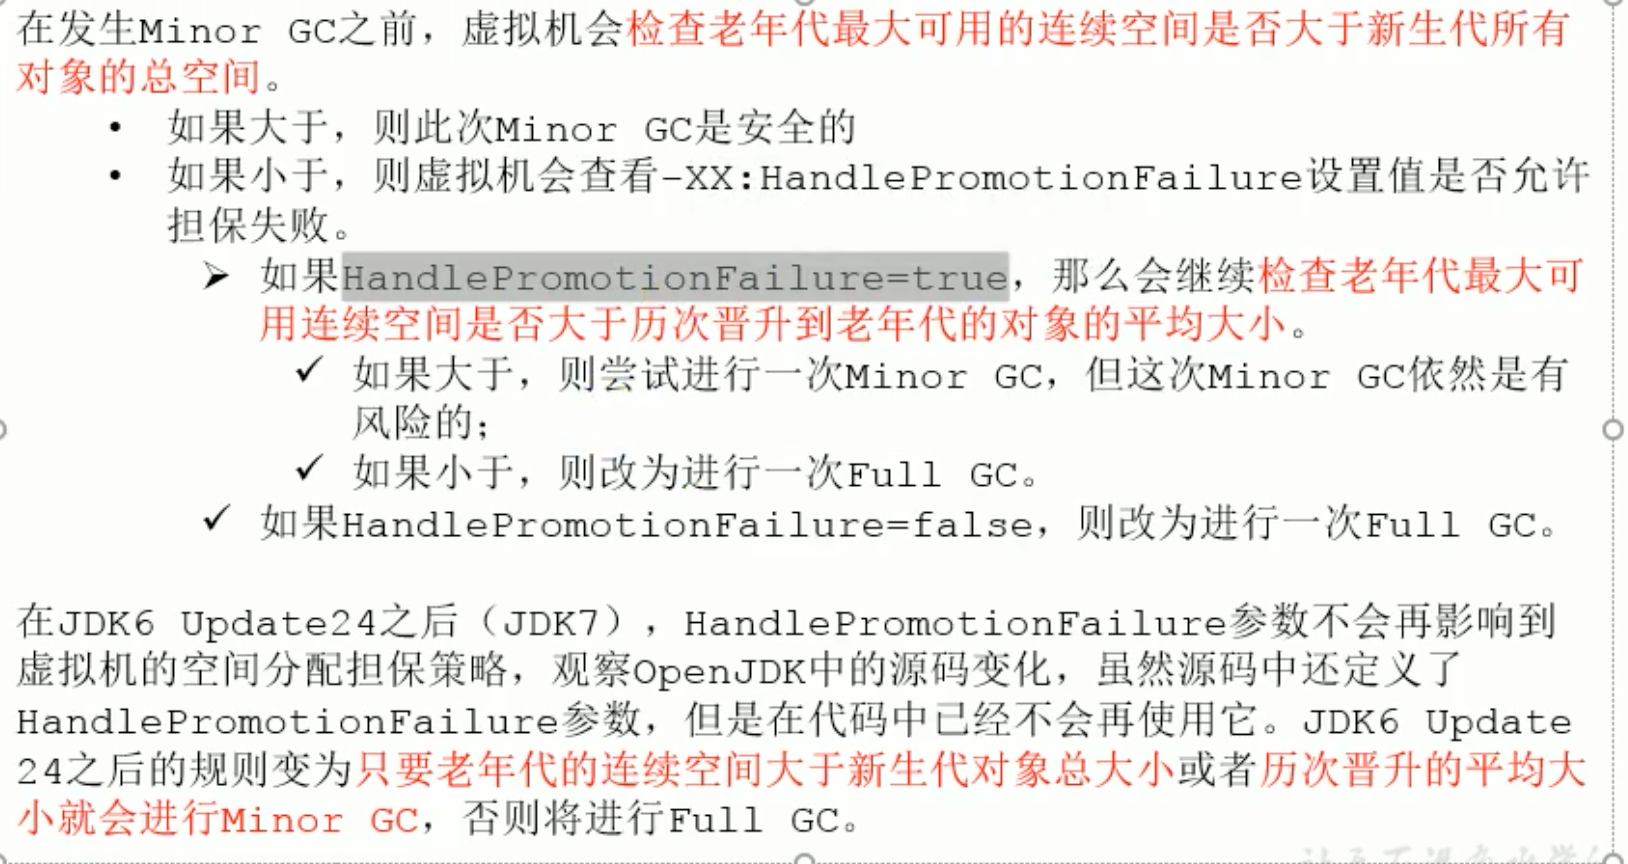 在发生Minor GC之前，虚拟机会检查老年代最大可用的连续空间是否大于新生代所有
对象的总空间。
• 如果大于，则此次Minor GC是安全的
• 如果小于，则虚拟机会查看-XX:HandlePromotionFailure设置值是否允许
担保失败。
➢ 如果HandlePromotionFailure=true，那么会继续检查老年代最大可
用连续空间是否大于历次晋升到老年代的对象的平均大小。
✓ 如果大于，则尝试进行一次Minor GC，但这次Minor GC依然是有
风险的；
✓ 如果小于，则改为进行一次Full GC。
✓ 如果HandlePromotionFailure=false，则改为进行一次Full GC。
在JDK6 Update24之后（JDK7），HandlePromotionFailure参数不会再影响到
虚拟机的空间分配担保策略，观察OpenJDK中的源码变化，虽然源码中还定义了
HandlePromotionFailure参数，但是在代码中已经不会再使用它。JDK6 Update
24之后的规则变为只要老年代的连续空间大于新生代对象总大小或者历次晋升的平均大
小就会进行Minor GC，否则将进行Full GC。